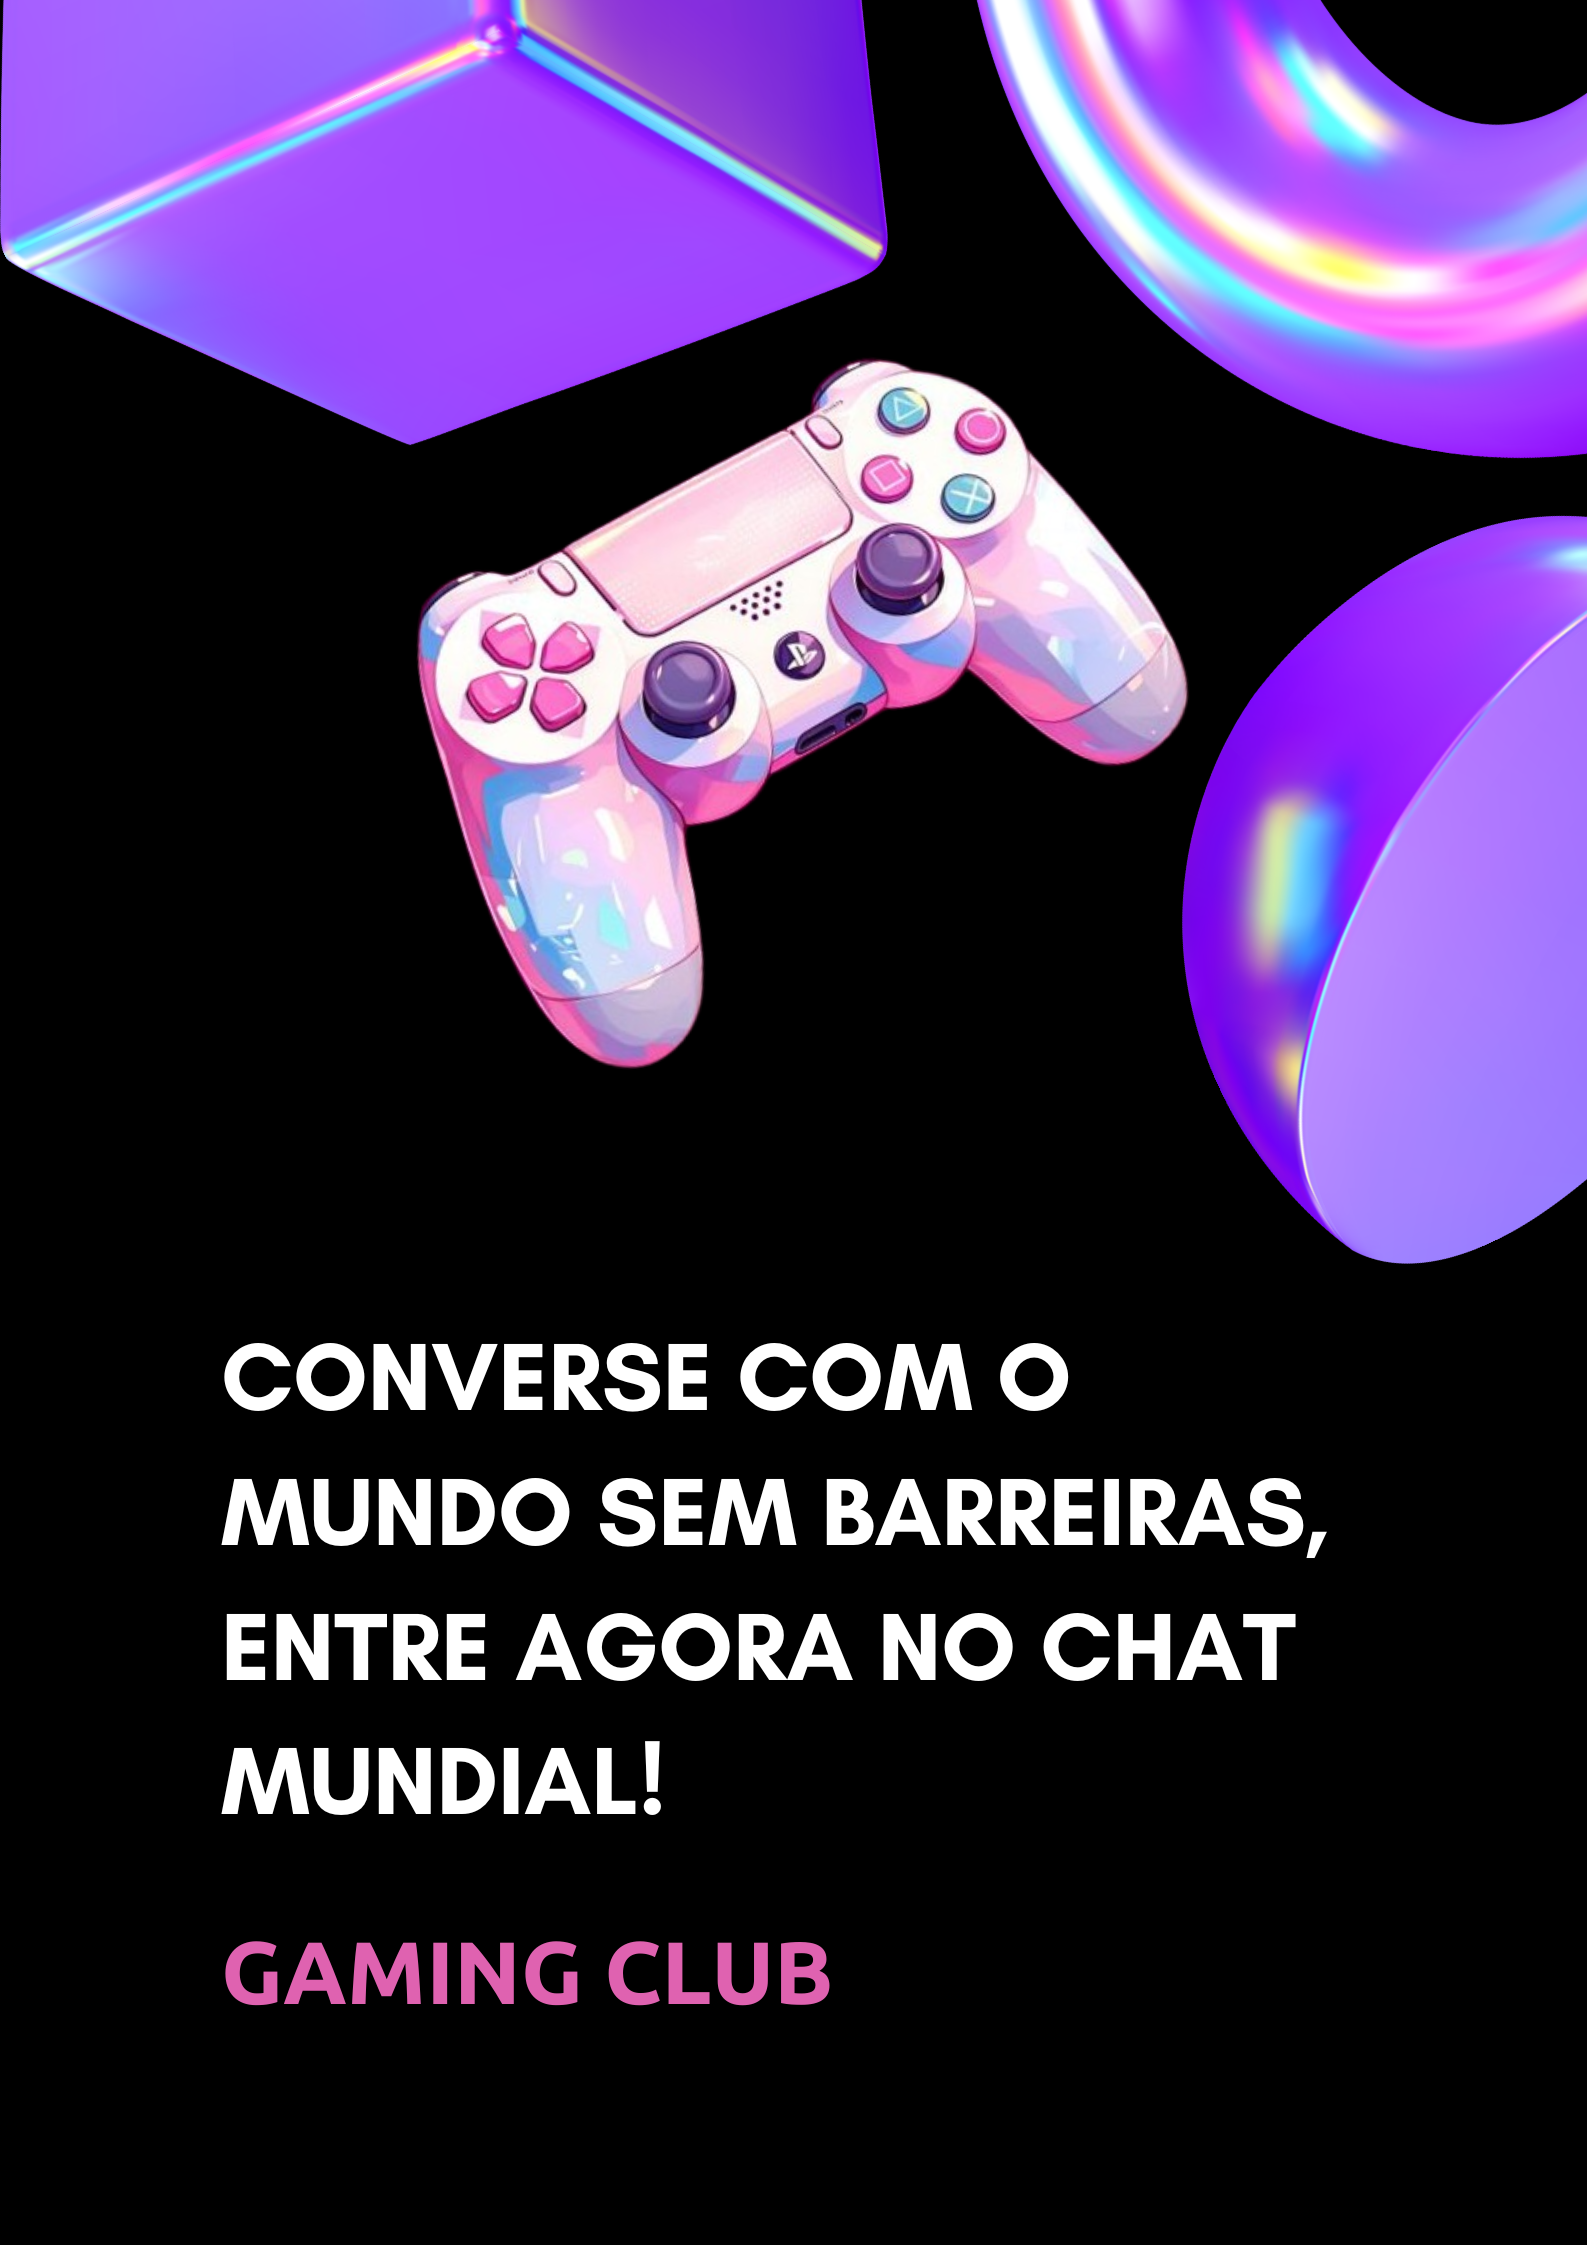 CONVERSE COM O
MUNDO SEM BARREIRAS,
ENTRE AGORA NO CHAT
MUNDIAL!
GAMING CLUB